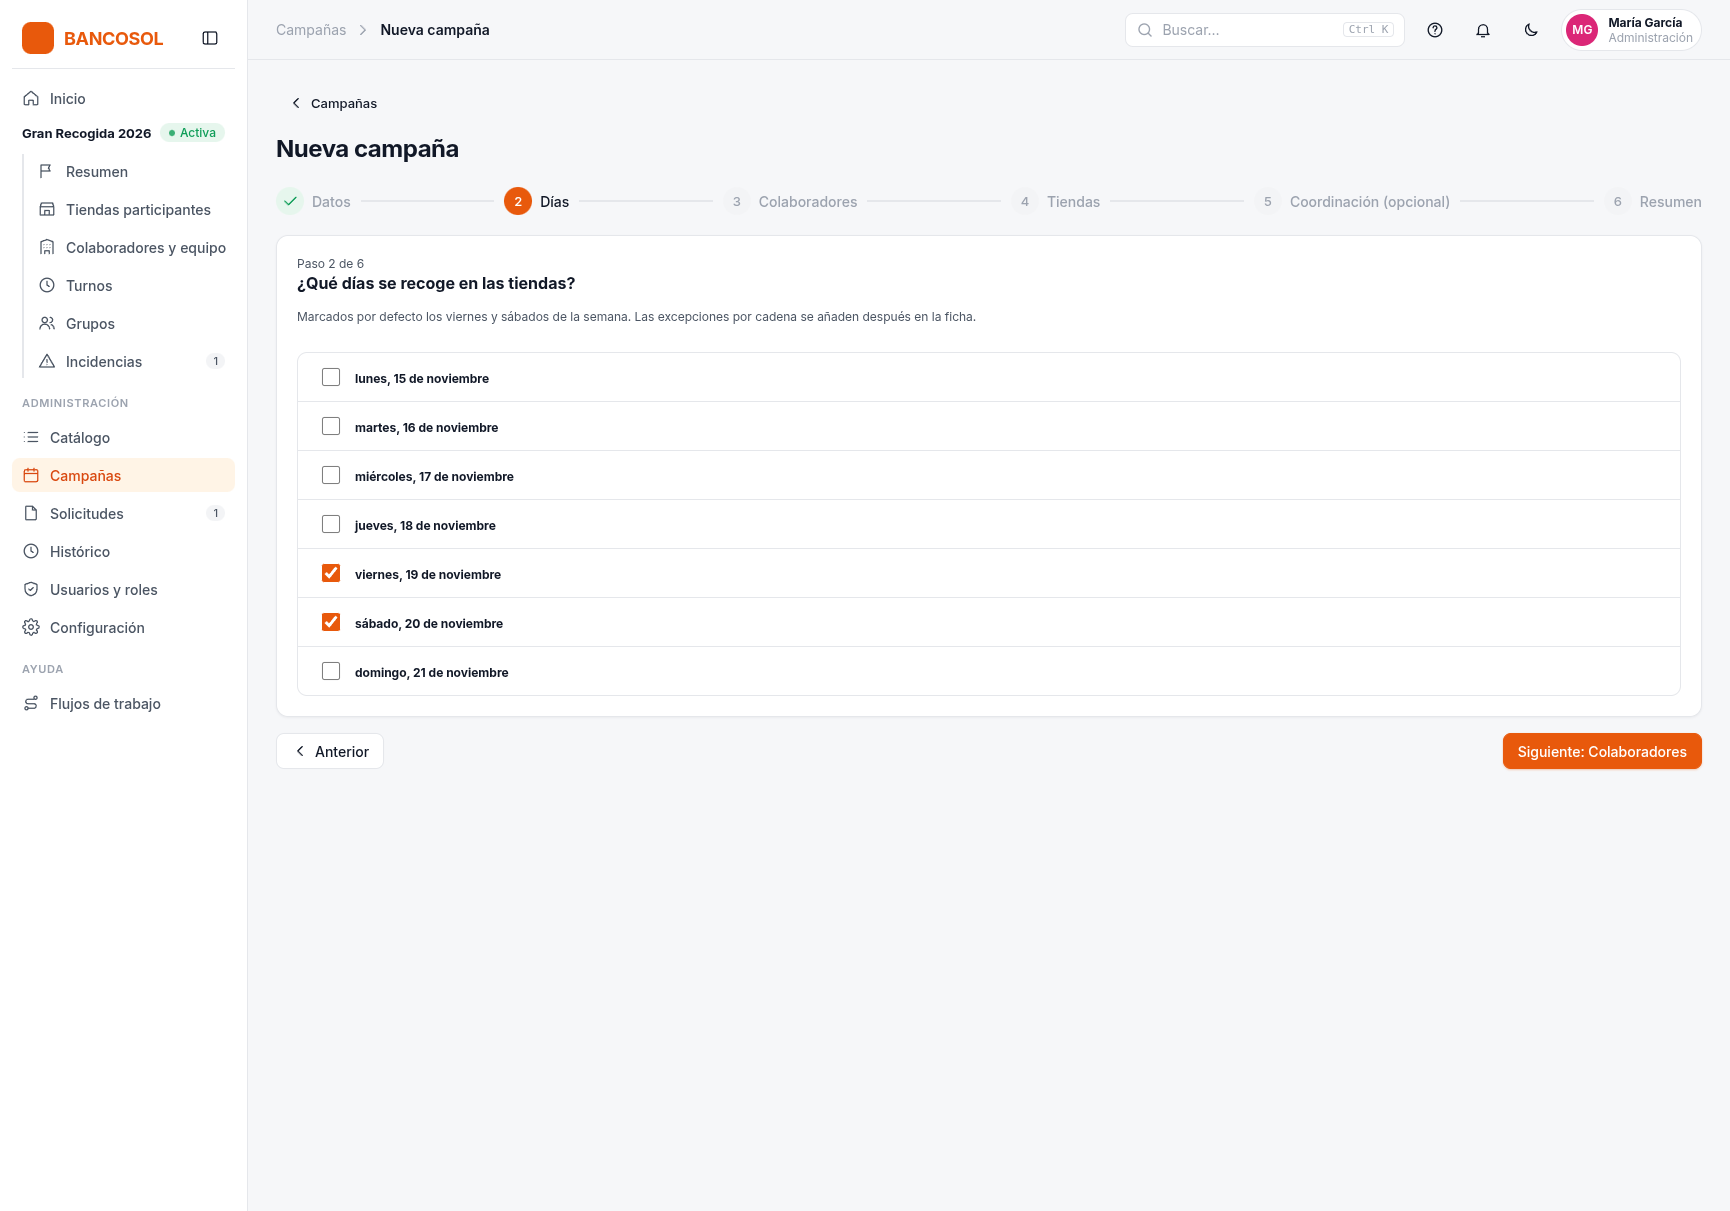 BANCOSOL
Inicio
Gran Recogida 2026 Activa
Resumen
Tiendas participantes
Colaboradores y equipo
Turnos
Grupos
Incidencias 1
ADMINISTRACIÓN
Catálogo
Campañas
Solicitudes 1
Histórico
Usuarios y roles
Configuración
AYUDA
Flujos de trabajo
Campañas Nueva campaña
Buscar... Ctrl K
MG
María García
Administración
Campañas
Nueva campaña
Datos 2 Días 3 Colaboradores 4 Tiendas 5 Coordinación (opcional) 6 Resumen
Paso 2 de 6
¿Qué días se recoge en las tiendas?
Marcados por defecto los viernes y sábados de la semana. Las excepciones por cadena se añaden después en la ficha.
lunes, 15 de noviembre
martes, 16 de noviembre
miércoles, 17 de noviembre
jueves, 18 de noviembre
viernes, 19 de noviembre
sábado, 20 de noviembre
domingo, 21 de noviembre
Anterior
Siguiente: Colaboradores